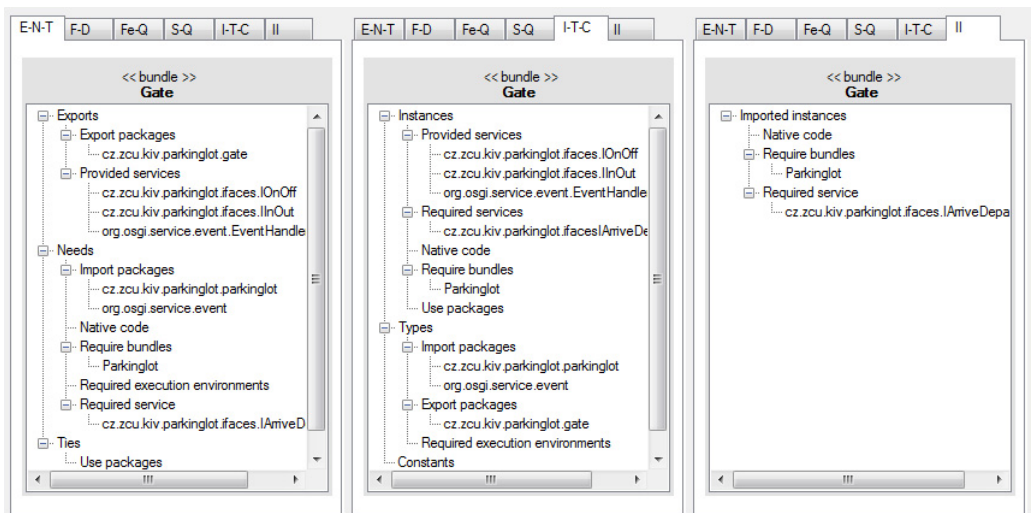 E-N-T F-D Fe-Q S-Q I-T-C II
<< bundle >>
Gate
Exports
Export packages
cz.zcu.kiv.parkinglot.gate
Provided services
cz.zcu.kiv.parkinglot.ifaces.IOnOff
cz.zcu.kiv.parkinglot.ifaces.IInOut
org.osgi.service.event.EventHandle
Needs
Import packages
cz.zcu.kiv.parkinglot.parkinglot
org.osgi.service.event
Native code
Require bundles
Parkinglot
Required execution environments
Required service
cz.zcu.kiv.parkinglot.ifaces.IArriveD
Ties
Use packages
E-N-T F-D Fe-Q S-Q I-T-C II
<< bundle >>
Gate
Instances
Provided services
cz.zcu.kiv.parkinglot.ifaces.IOnOff
cz.zcu.kiv.parkinglot.ifaces.IInOut
org.osgi.service.event.EventHandle
Required services
cz.zcu.kiv.parkinglot.ifacesIArriveDe
Native code
Require bundles
Parkinglot
Use packages
Types
Import packages
cz.zcu.kiv.parkinglot.parkinglot
org.osgi.service.event
Export packages
cz.zcu.kiv.parkinglot.gate
Required execution environments
Constants
E-N-T F-D Fe-Q S-Q I-T-C II
<< bundle >>
Gate
Imported instances
Native code
Require bundles
Parkinglot
Required service
cz.zcu.kiv.parkinglot.ifaces.IArriveDepa